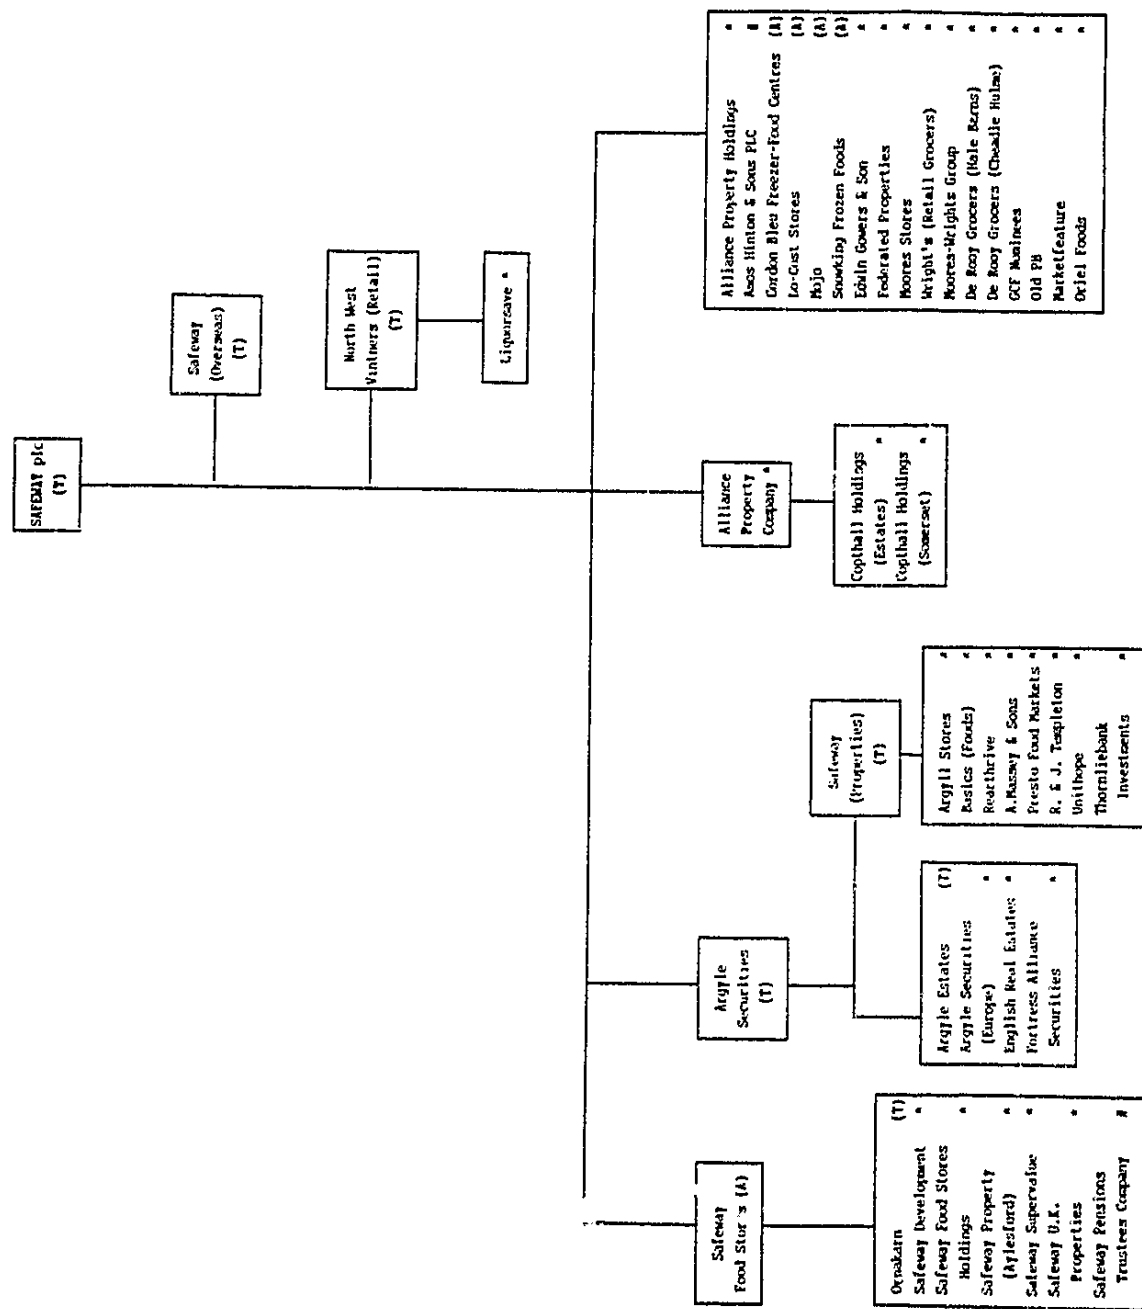 SAFEWAY plc
(T)
Safeway
(Overseas)
(T)
North West
Vintners (Retail)
(T)
Liquorsave *
Safeway
Food Stores (A)
Ornakarn (T)
Safeway Development *
Safeway Food Stores
Holdings *
Safeway Property
(Aylesford) *
Safeway Supervalue *
Safeway U.K.
Properties *
Safeway Pensions
Trustees Company #
Argyle
Securities
(T)
Argyle Estates (T)
Argyle Securities
(Europe) *
English Real Estates *
Fortress Alliance
Securities *
Safeway
(Properties)
(T)
Argyll Stores *
Basics (Foods) *
Rearthrive *
A.Massey & Sons *
Presto Food Markets *
R. & J. Templeton *
Unithope *
Thornliebank
Investments *
Alliance
Property
Company *
Copthall Holdings
(Estates) *
Copthall Holdings
(Somerset) *
Alliance Property Holdings *
Amos Hinton & Sons PLC #
Cordon Bleu Freezer-Food Centres (A)
Lo-Cost Stores (A)
Mojo (A)
Snowking Frozen Foods (A)
Edwin Gowers & Son *
Federated Properties *
Moores Stores *
Wright's (Retail Grocers) *
Moores-Wrights Group *
De Rooy Grocers (Hale Barns) *
De Rooy Grocers (Cheadle Hulme) *
GCF Nominees *
Old PB *
Marketfeature *
Oriel Foods *